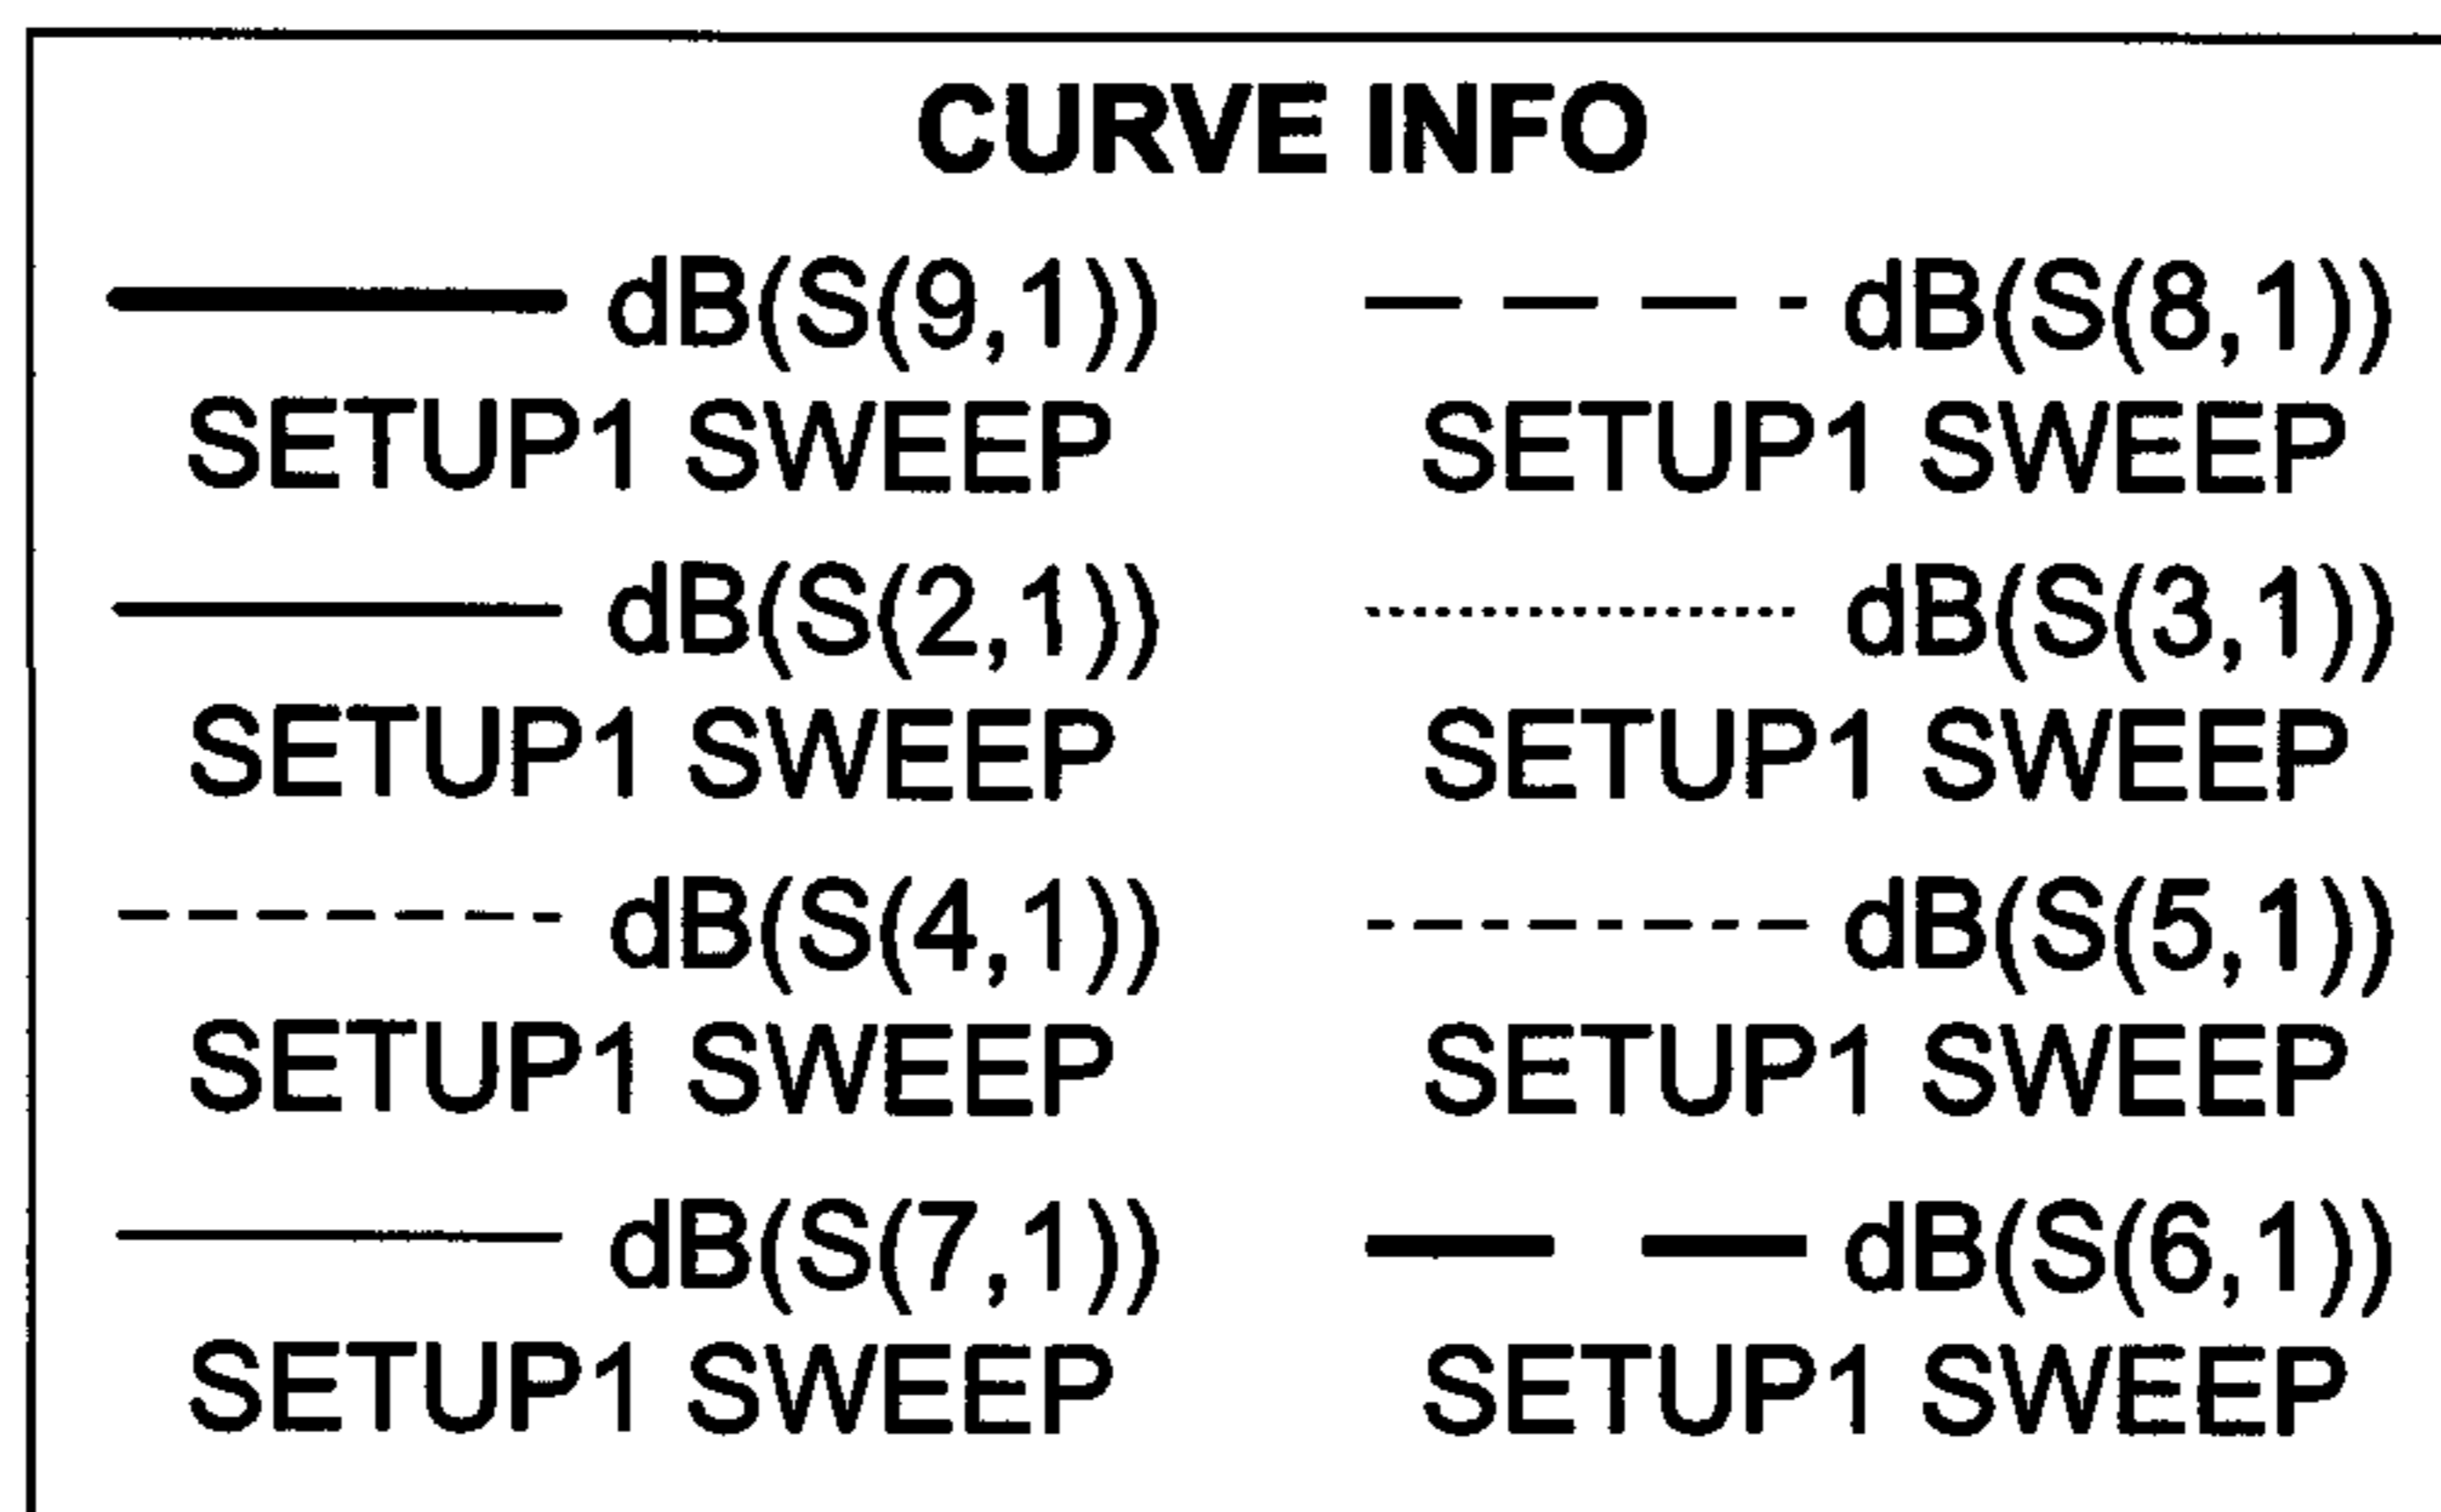 CURVE INFO
dB(S(9,1)) dB(S(8,1))
SETUP1 SWEEP SETUP1 SWEEP
dB(S(2,1)) dB(S(3,1))
SETUP1 SWEEP SETUP1 SWEEP
dB(S(4,1)) dB(S(5,1))
SETUP1 SWEEP SETUP1 SWEEP
dB(S(7,1)) dB(S(6,1))
SETUP1 SWEEP SETUP1 SWEEP